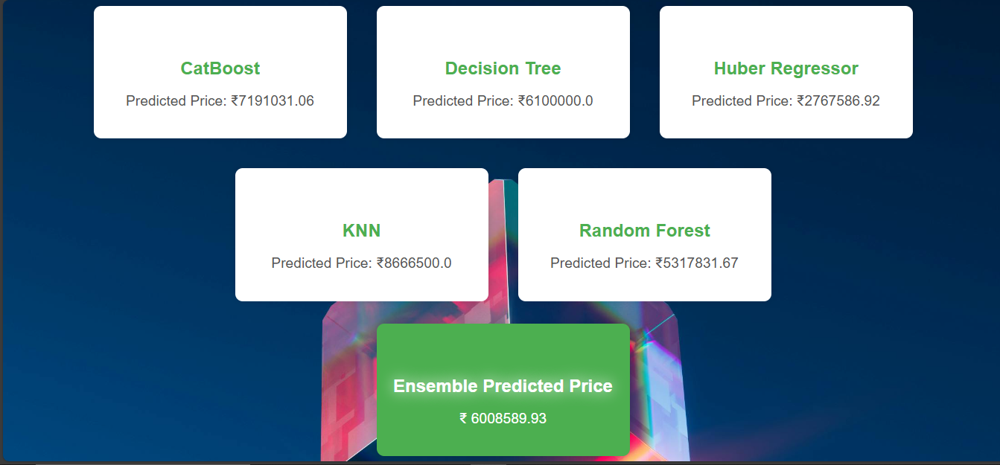 CatBoost
Predicted Price: ₹7191031.06
Decision Tree
Predicted Price: ₹6100000.0
Huber Regressor
Predicted Price: ₹2767586.92
KNN
Predicted Price: ₹8666500.0
Random Forest
Predicted Price: ₹5317831.67
Ensemble Predicted Price
₹ 6008589.93